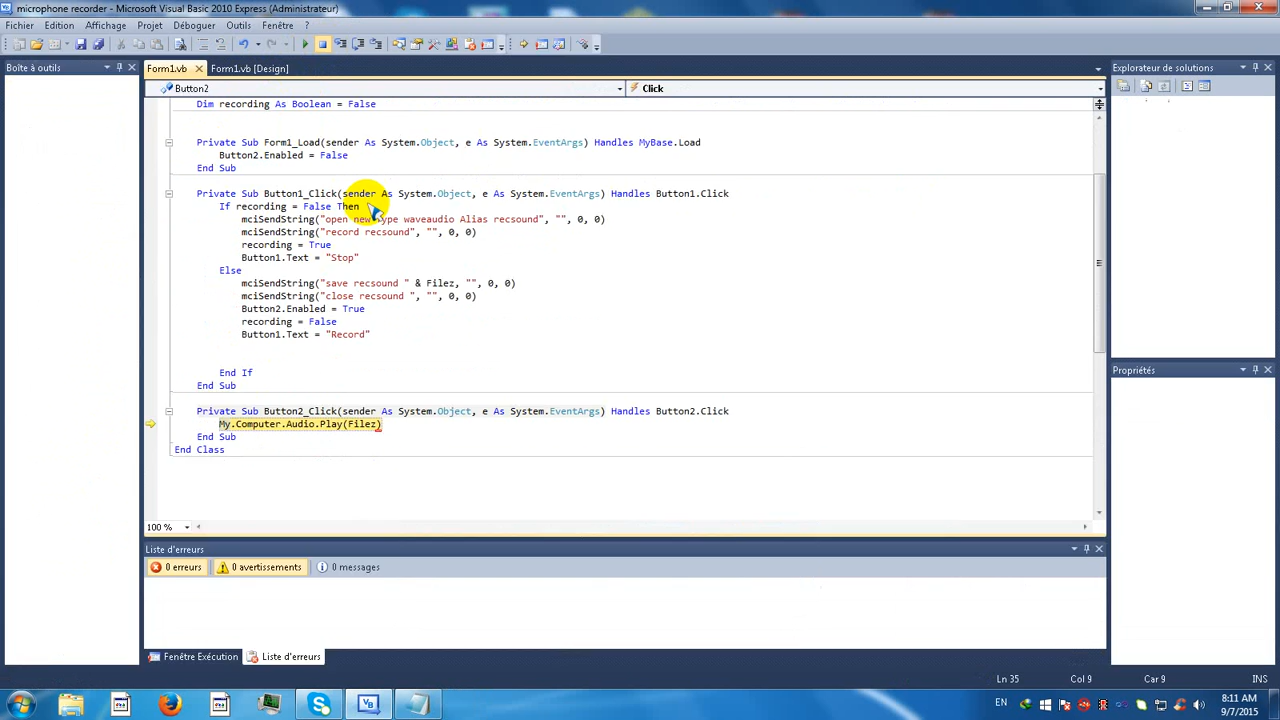 microphone recorder - Microsoft Visual Basic 2010 Express (Administrateur)
Fichier Edition Affichage Projet Déboguer Outils Fenêtre ?
Boîte à outils
Form1.vb Form1.vb [Design]
Explorateur de solutions
Button2 Click
Dim recording As Boolean = False
Private Sub Form1_Load(sender As System.Object, e As System.EventArgs) Handles MyBase.Load
Button2.Enabled = False
End Sub
Private Sub Button1_Click(sender As System.Object, e As System.EventArgs) Handles Button1.Click
If recording = False Then
mciSendString("open new Type waveaudio Alias recsound", "", 0, 0)
mciSendString("record recsound", "", 0, 0)
recording = True
Button1.Text = "Stop"
Else
mciSendString("save recsound " & Filez, "", 0, 0)
mciSendString("close recsound ", "", 0, 0)
Button2.Enabled = True
recording = False
Button1.Text = "Record"
End If
End Sub
Propriétés
Private Sub Button2_Click(sender As System.Object, e As System.EventArgs) Handles Button2.Click
My.Computer.Audio.Play(Filez)
End Sub
End Class
100 %
Liste d'erreurs
0 erreurs 0 avertissements 0 messages
Fenêtre Exécution Liste d'erreurs
Ln 35 Col 9 Car 9 INS
VB
EN
8:11 AM
9/7/2015